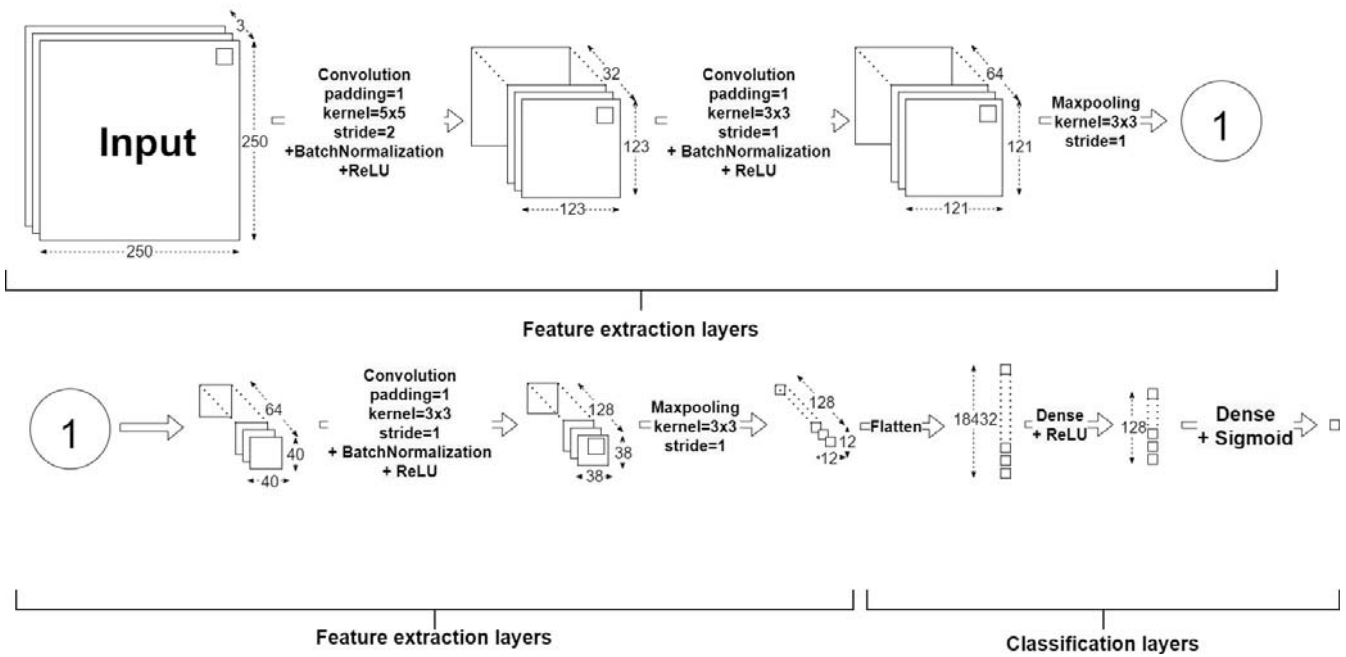 3
Input
250
250
Convolution
padding=1
kernel=5x5
stride=2
+BatchNormalization
+ReLU
32
123
123
Convolution
padding=1
kernel=3x3
stride=1
+ BatchNormalization
+ ReLU
64
121
121
Maxpooling
kernel=3x3
stride=1
1
Feature extraction layers
1
64
40
40
Convolution
padding=1
kernel=3x3
stride=1
+ BatchNormalization
+ ReLU
128
38
38
Maxpooling
kernel=3x3
stride=1
128
12
12
Flatten
18432
Dense
+ ReLU
128
Dense
+ Sigmoid
Feature extraction layers
Classification layers